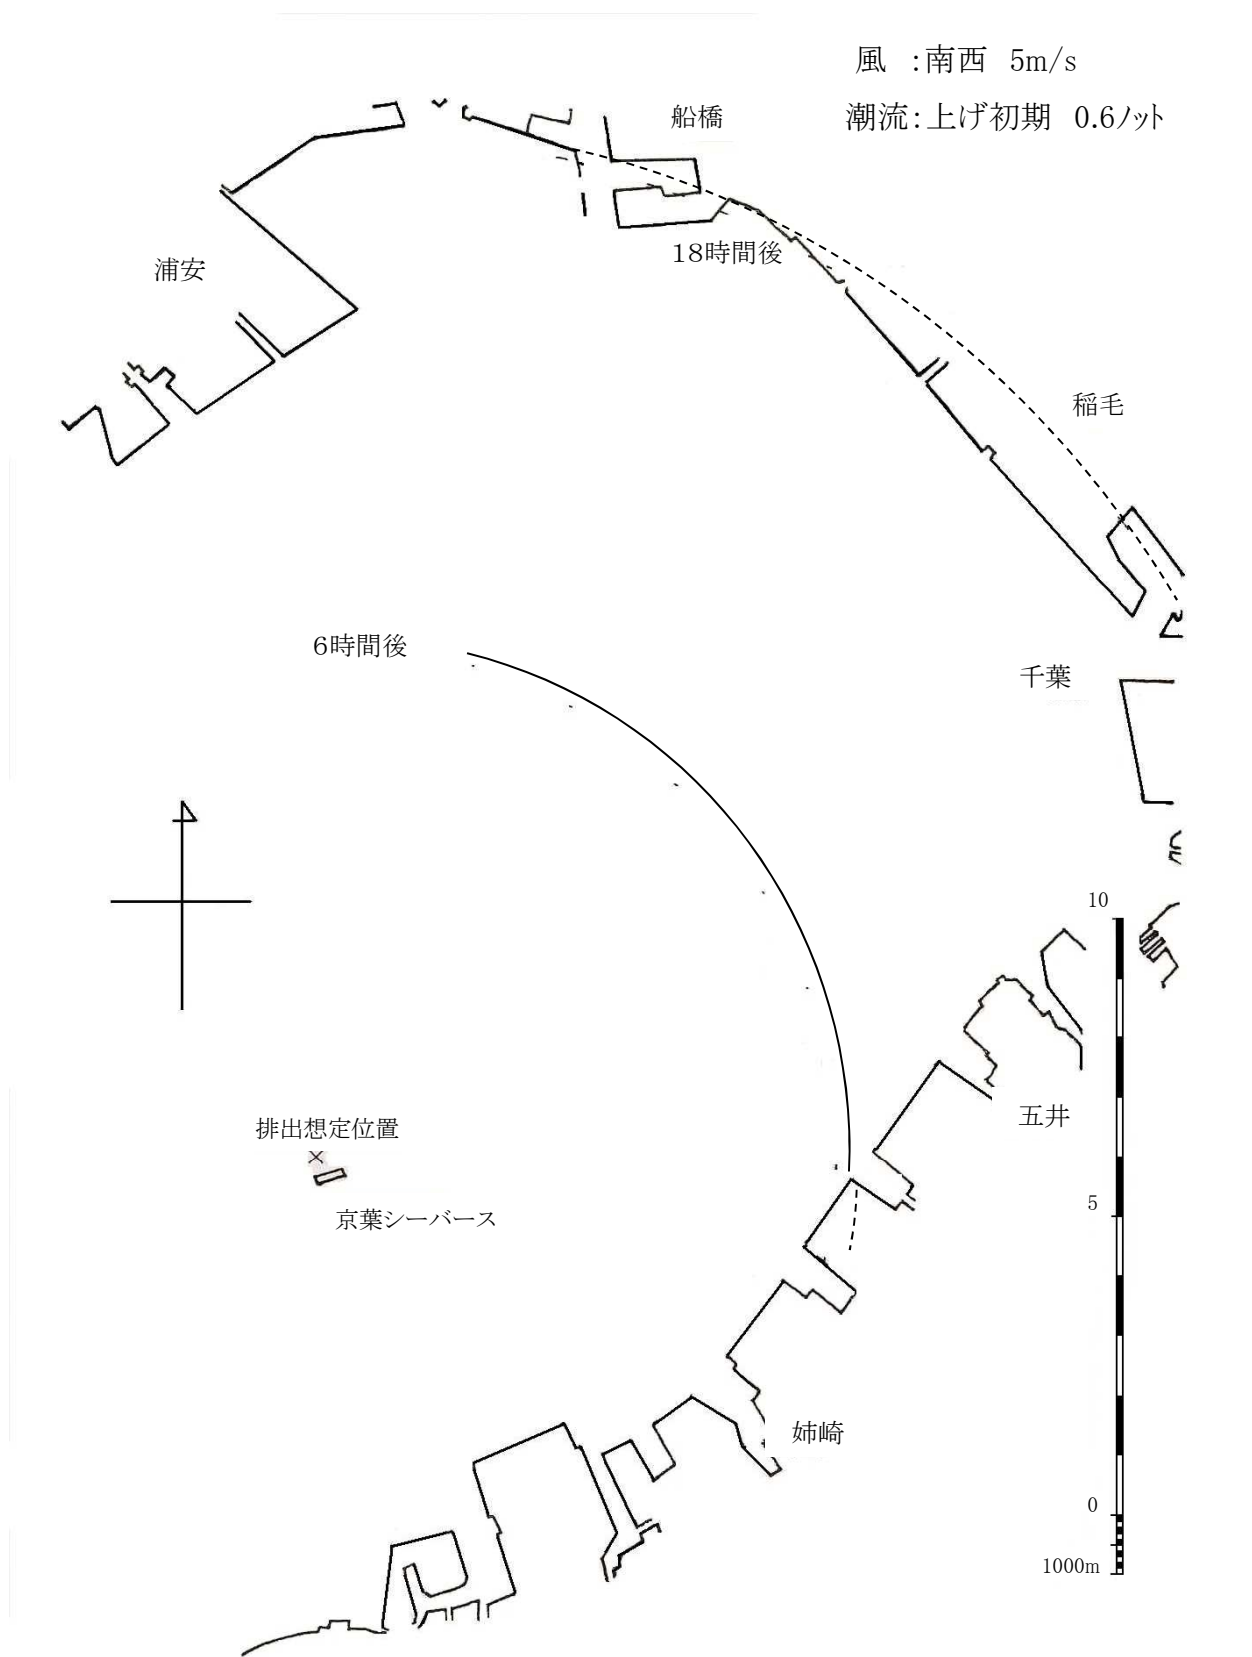 風　：南西　5m/s
潮流：上げ初期　0.6ノット
船橋
18時間後
浦安
稲毛
6時間後
千葉
10
排出想定位置
五井
京葉シーバース
5
姉崎
0
1000m